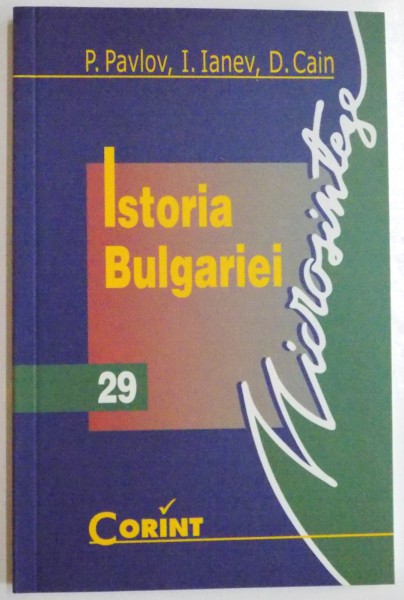 P. Pavlov, I. Ianev, D. Cain
Istoria
Bulgariei
Microsinteze
29
CORINT